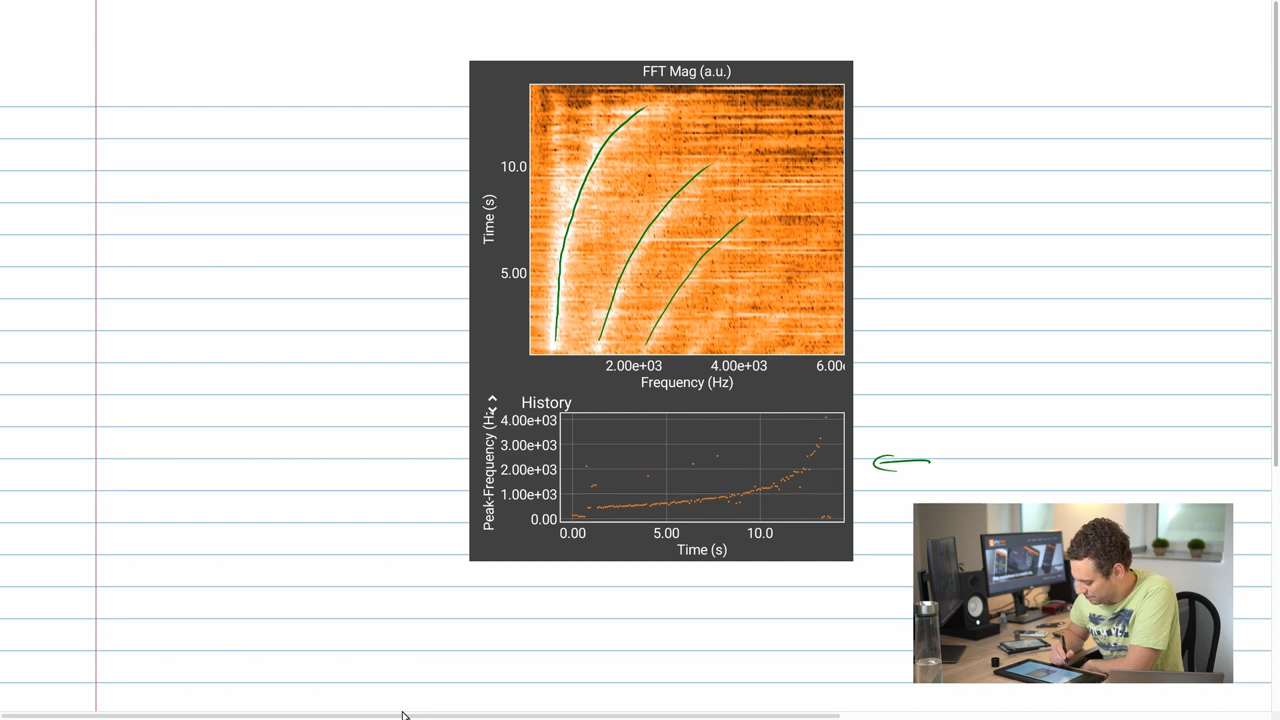 FFT Mag (a.u.)
10.0
Time (s)
5.00
2.00e+03 4.00e+03 6.00
Frequency (Hz)
History
4.00e+03
3.00e+03
2.00e+03
1.00e+03
0.00
Peak-Frequency (Hz
0.00 5.00 10.0
Time (s)